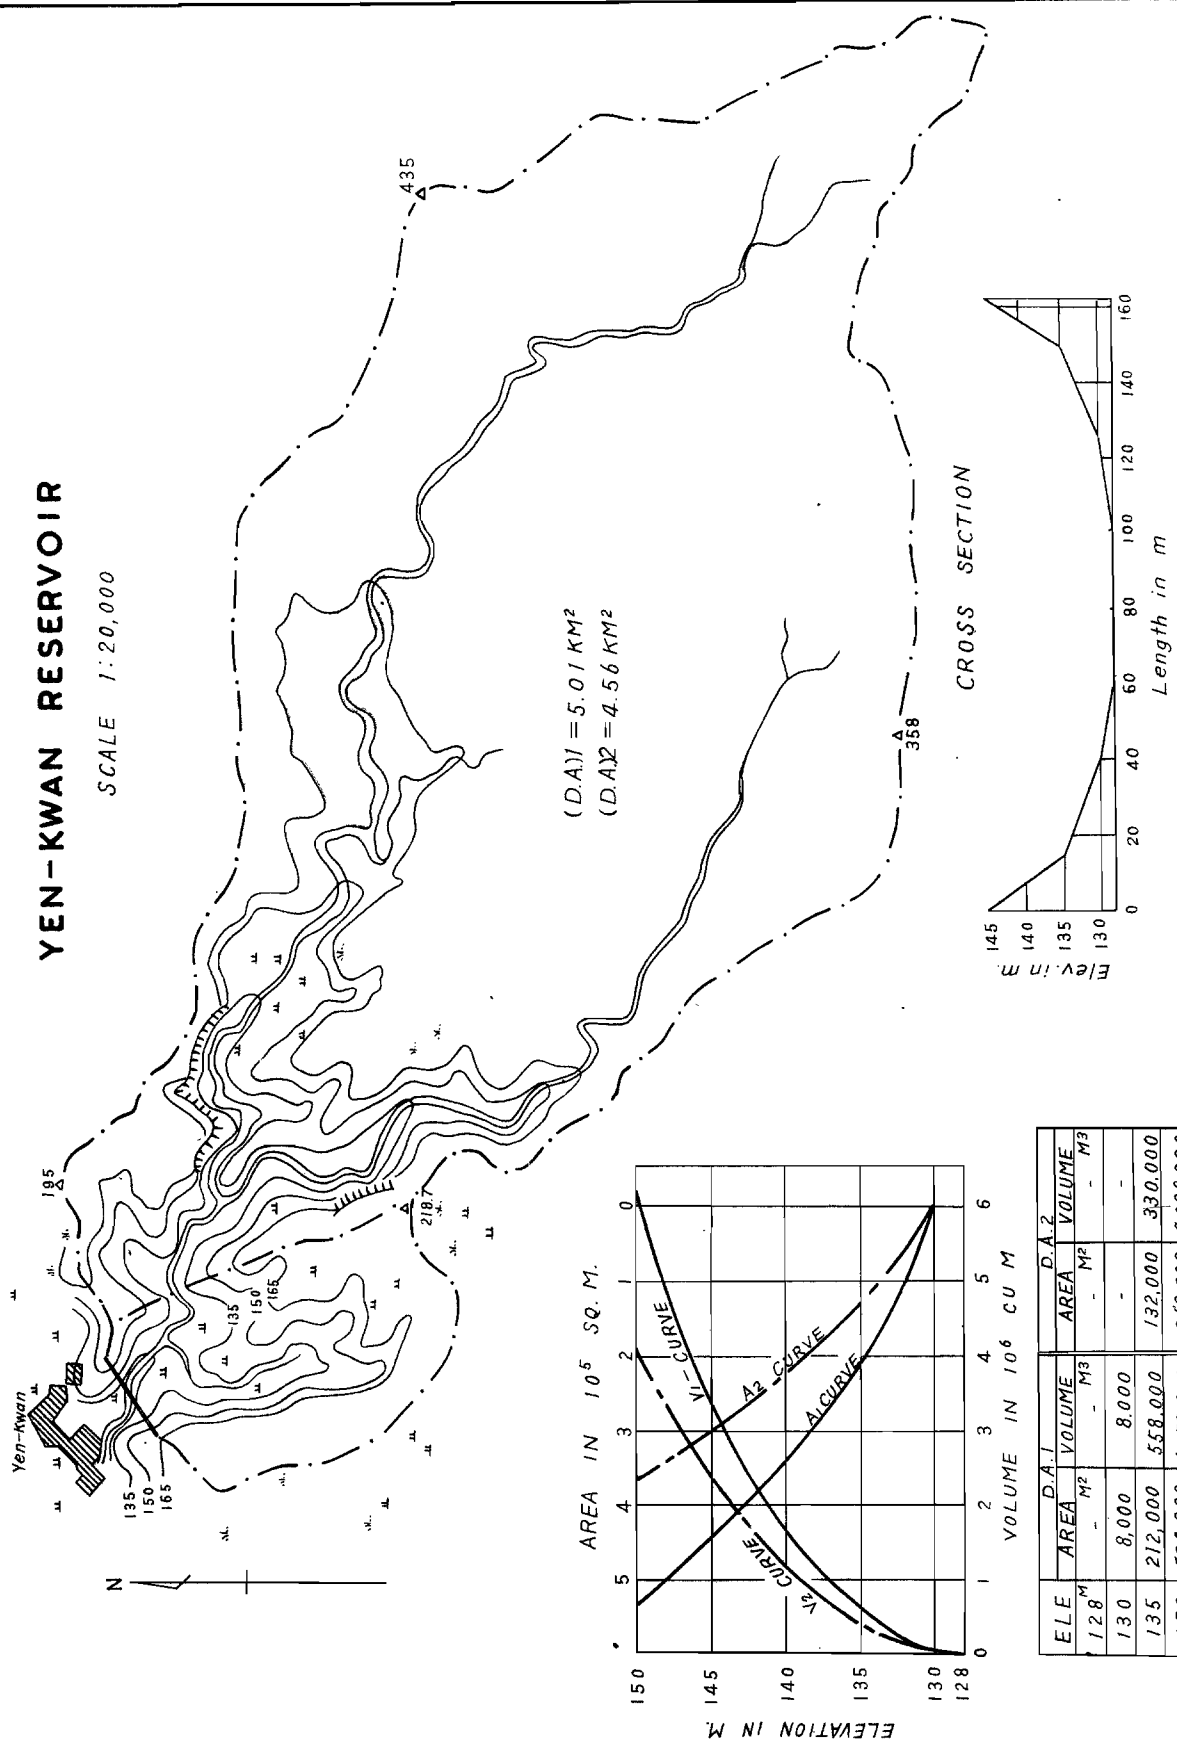 YEN-KWAN RESERVOIR
SCALE 1:20,000
Yen-Kwan
N
195
435
218.7
358
135
150
165
135
150
165
(D.A)1 = 5.01 KM²
(D.A)2 = 4.56 KM²
CROSS SECTION
Elev. in m.
145
140
135
130
0 20 40 60 80 100 120 140 160
Length in m
AREA IN 10⁵ SQ. M.
5 4 3 2 1 0
ELEVATION IN M.
150
145
140
135
130
128
V1-CURVE
A2 CURVE
A1 CURVE
V2 CURVE
0 1 2 3 4 5 6
VOLUME IN 10⁶ CU M
ELE D.A.1 D.A.2
AREA VOLUME AREA VOLUME
128M - M2 - M3 - M2 - M3
130 8,000 8.000 - -
135 212,000 558.000 132,000 330.000